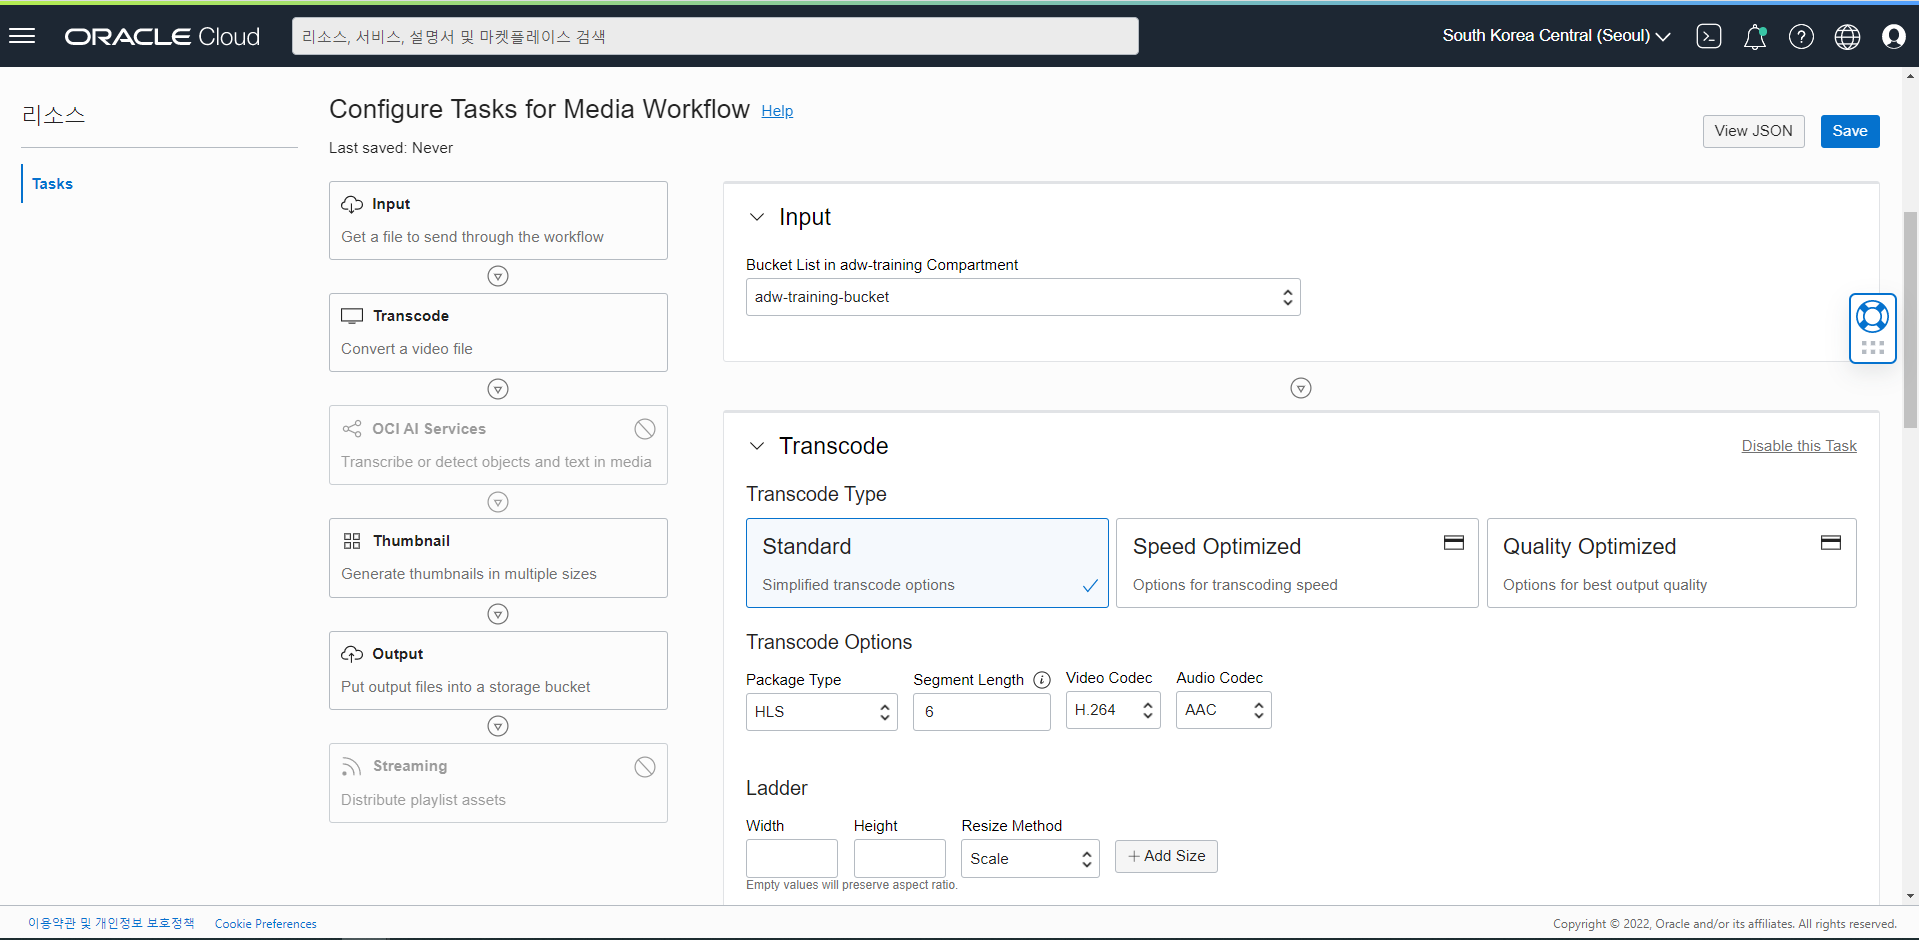 ORACLE Cloud
리소스, 서비스, 설명서 및 마켓플레이스 검색
South Korea Central (Seoul)
리소스
Tasks
Configure Tasks for Media Workflow Help
Last saved: Never
View JSON
Save
Input
Get a file to send through the workflow
Transcode
Convert a video file
OCI AI Services
Transcribe or detect objects and text in media
Thumbnail
Generate thumbnails in multiple sizes
Output
Put output files into a storage bucket
Streaming
Distribute playlist assets
Input
Bucket List in adw-training Compartment
adw-training-bucket
Transcode
Disable this Task
Transcode Type
Standard
Simplified transcode options
Speed Optimized
Options for transcoding speed
Quality Optimized
Options for best output quality
Transcode Options
Package Type
HLS
Segment Length
6
Video Codec
H.264
Audio Codec
AAC
Ladder
Width
Height
Resize Method
Scale
+ Add Size
Empty values will preserve aspect ratio.
이용약관 및 개인정보 보호정책
Cookie Preferences
Copyright © 2022, Oracle and/or its affiliates. All rights reserved.